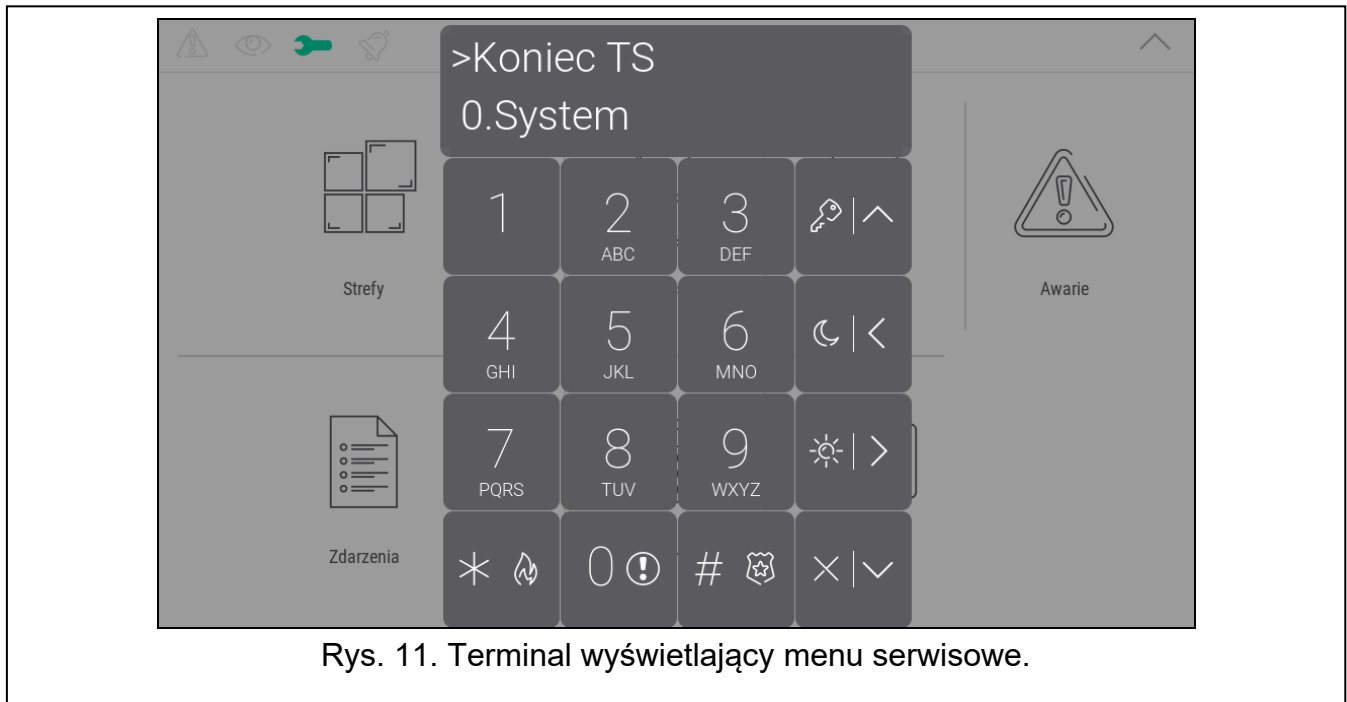 >Koniec TS
0.System
1
2
ABC
3
DEF
Strefy
4
GHI
5
JKL
6
MNO
Awarie
7
PQRS
8
TUV
9
WXYZ
Zdarzenia
*
0
#
Rys. 11. Terminal wyświetlający menu serwisowe.